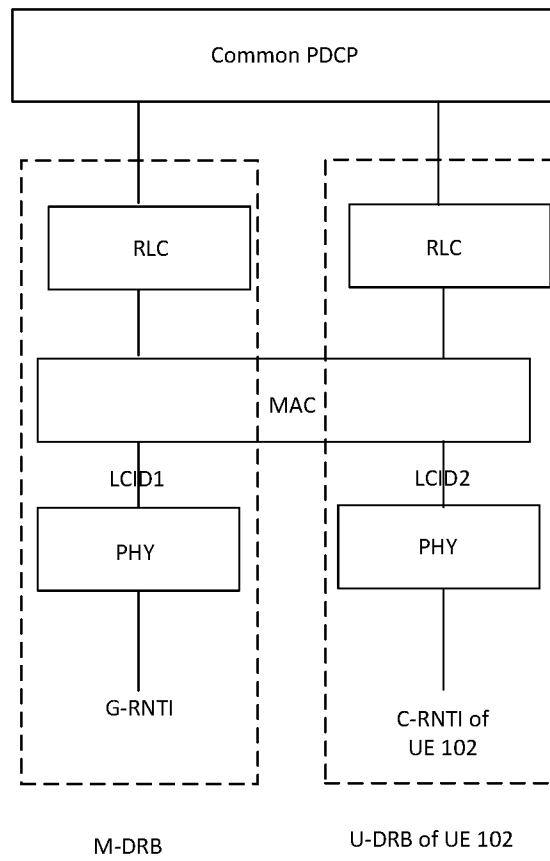 Common PDCP
RLC
RLC
MAC
LCID1
LCID2
PHY
PHY
G-RNTI
C-RNTI of
UE 102
M-DRB
U-DRB of UE 102